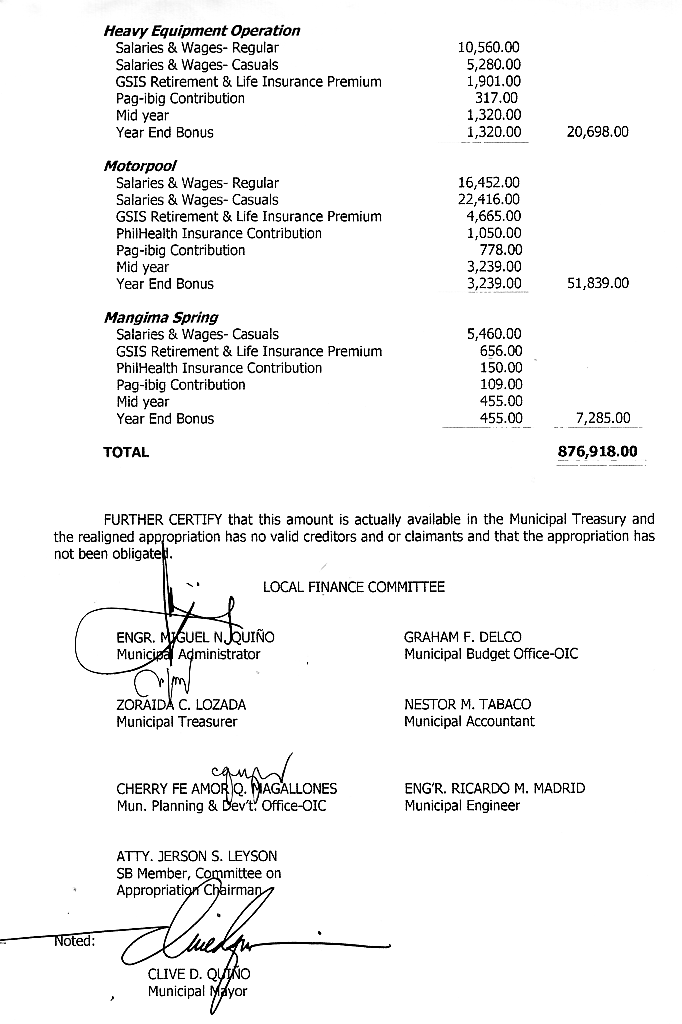 Heavy Equipment Operation
Salaries & Wages- Regular 10,560.00
Salaries & Wages- Casuals 5,280.00
GSIS Retirement & Life Insurance Premium 1,901.00
Pag-ibig Contribution 317.00
Mid year 1,320.00
Year End Bonus 1,320.00 20,698.00
Motorpool
Salaries & Wages- Regular 16,452.00
Salaries & Wages- Casuals 22,416.00
GSIS Retirement & Life Insurance Premium 4,665.00
PhilHealth Insurance Contribution 1,050.00
Pag-ibig Contribution 778.00
Mid year 3,239.00
Year End Bonus 3,239.00 51,839.00
Mangima Spring
Salaries & Wages- Casuals 5,460.00
GSIS Retirement & Life Insurance Premium 656.00
PhilHealth Insurance Contribution 150.00
Pag-ibig Contribution 109.00
Mid year 455.00
Year End Bonus 455.00 7,285.00
TOTAL 876,918.00
FURTHER CERTIFY that this amount is actually available in the Municipal Treasury and
the realigned appropriation has no valid creditors and or claimants and that the appropriation has
not been obligated.
LOCAL FINANCE COMMITTEE
ENGR. MIGUEL N. QUIÑO GRAHAM F. DELCO
Municipal Administrator Municipal Budget Office-OIC
ZORAIDA C. LOZADA NESTOR M. TABACO
Municipal Treasurer Municipal Accountant
CHERRY FE AMOR Q. MAGALLONES ENG'R. RICARDO M. MADRID
Mun. Planning & Dev't. Office-OIC Municipal Engineer
ATTY. JERSON S. LEYSON
SB Member, Committee on
Appropriation Chairman
Noted:
CLIVE D. QUIÑO
Municipal Mayor